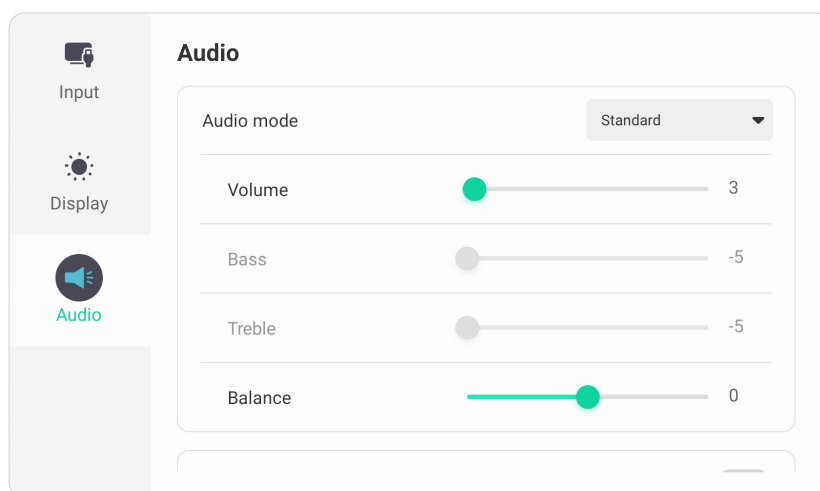 Input
Display
Audio
Audio
Audio mode
Standard
Volume
3
Bass
-5
Treble
-5
Balance
0